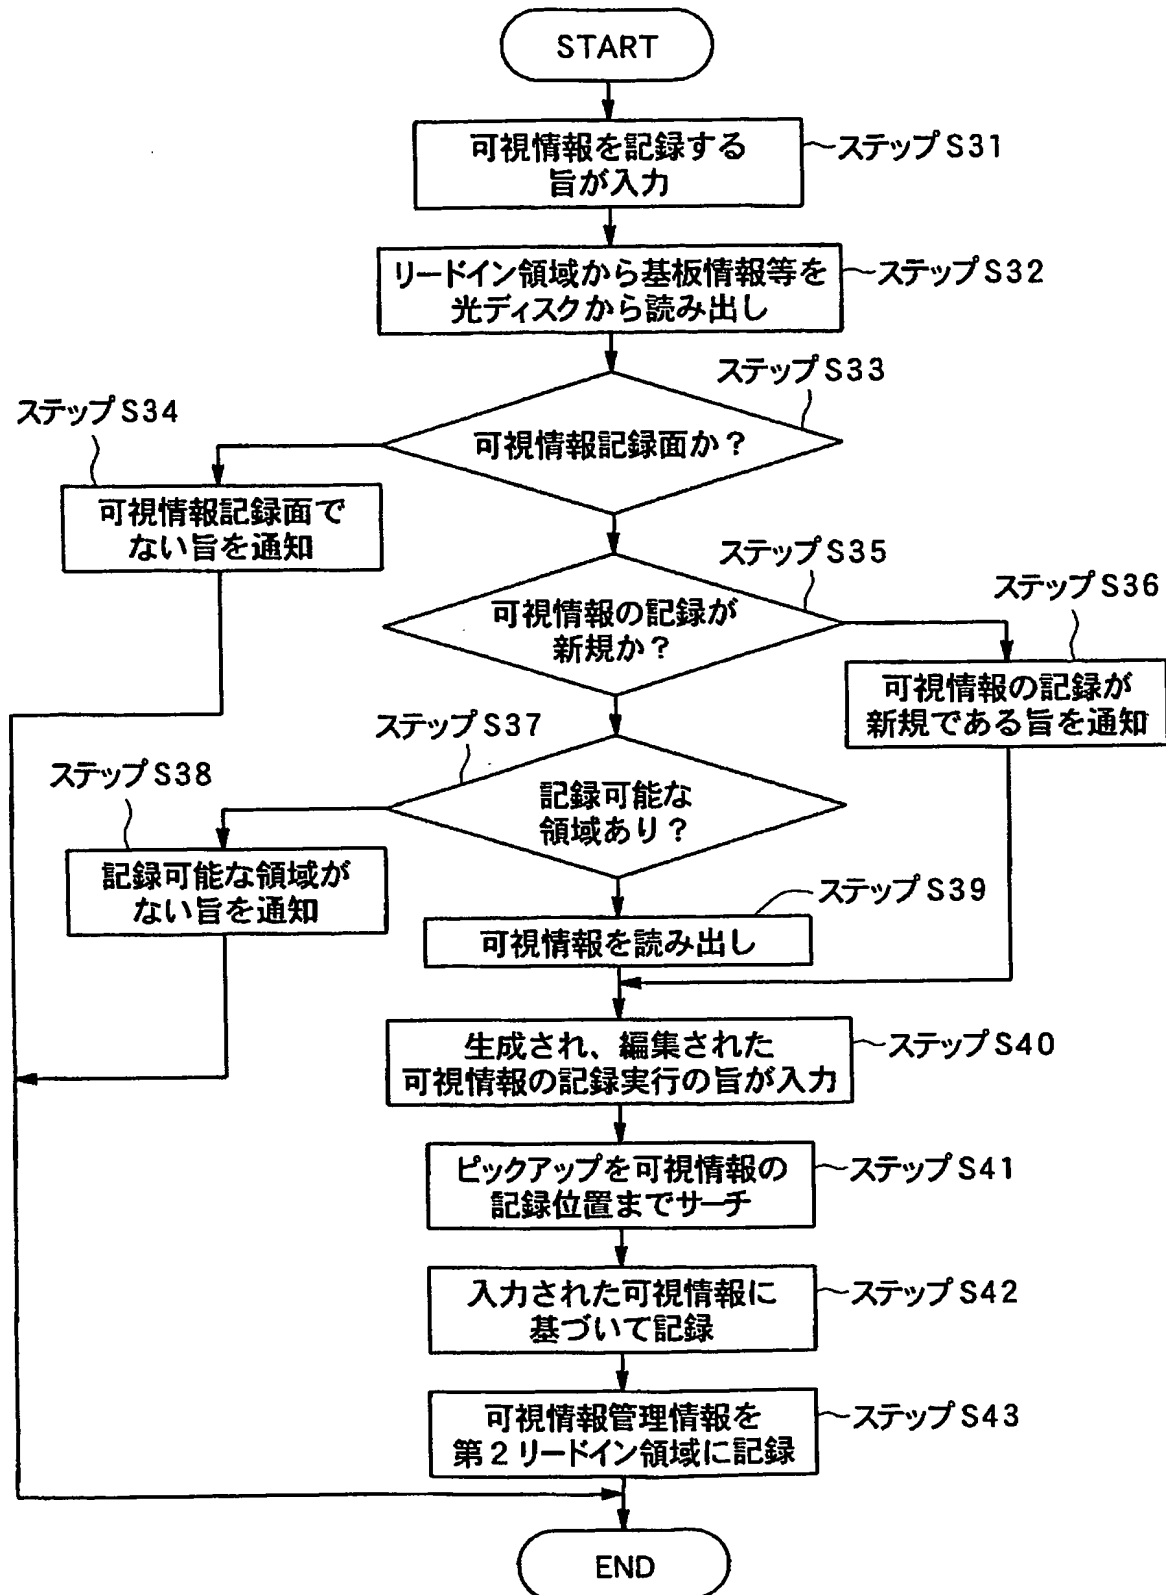 START
可視情報を記録する
旨が入力
ステップS31
リードイン領域から基板情報等を
光ディスクから読み出し
ステップS32
ステップS33
可視情報記録面か?
ステップS34
可視情報記録面で
ない旨を通知
ステップS35
可視情報の記録が
新規か?
ステップS36
可視情報の記録が
新規である旨を通知
ステップS37
記録可能な
領域あり?
ステップS38
記録可能な領域が
ない旨を通知
ステップS39
可視情報を読み出し
生成され、編集された
可視情報の記録実行の旨が入力
ステップS40
ピックアップを可視情報の
記録位置までサーチ
ステップS41
入力された可視情報に
基づいて記録
ステップS42
可視情報管理情報を
第2リードイン領域に記録
ステップS43
END